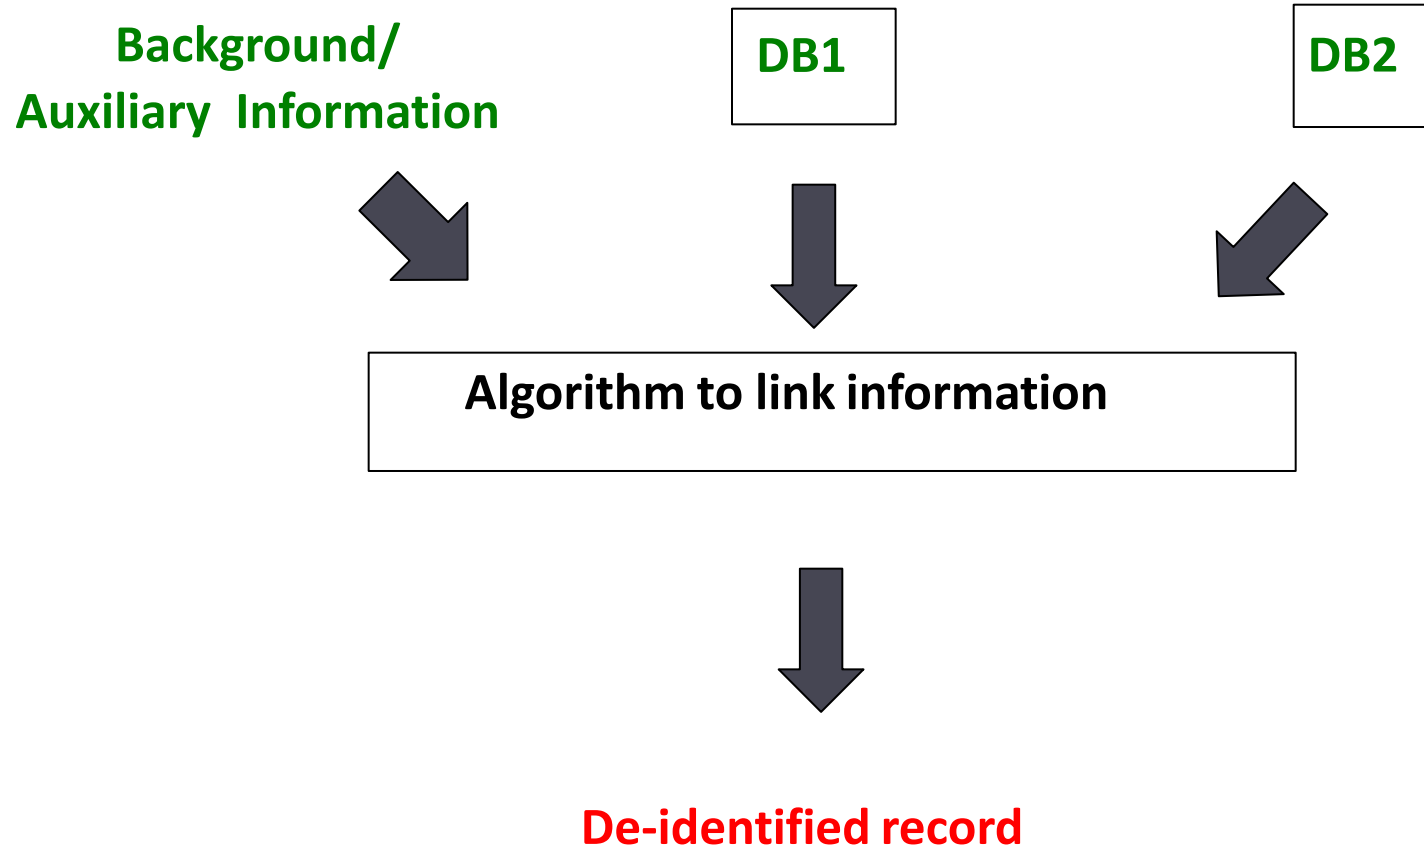 Background/
Auxiliary  Information
DB1
DB2
Algorithm to link information
De-identified record